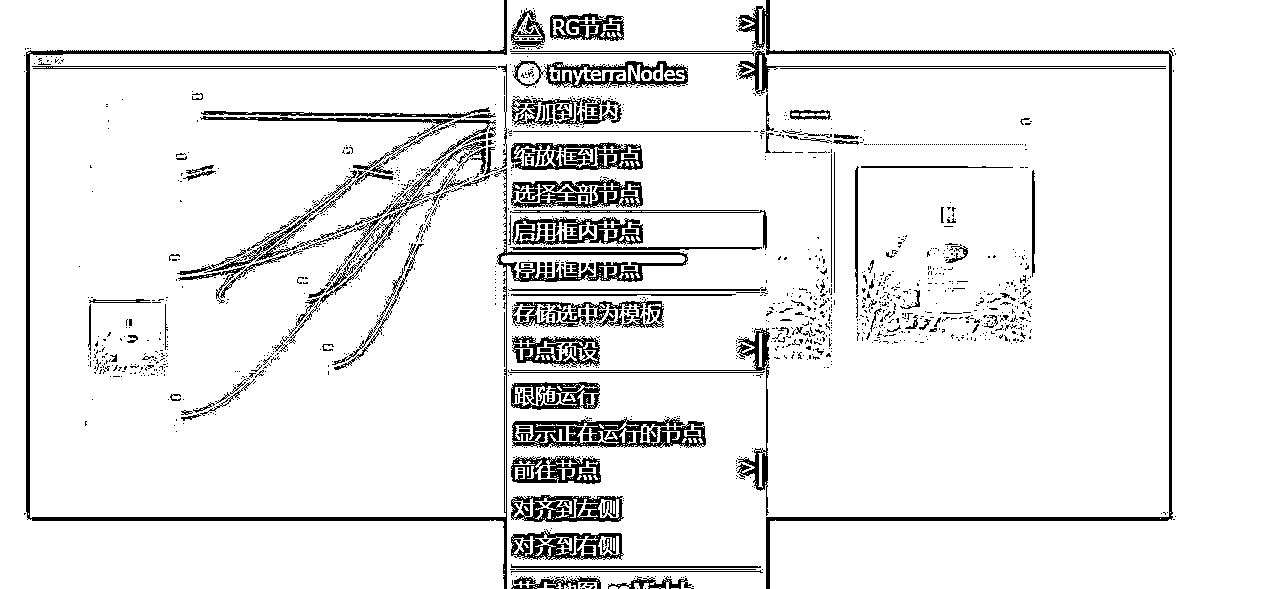 RG节点
tinyterraNodes
添加到框内
缩放框到节点
选择全部节点
启用框内节点
停用框内节点
存储选中为模板
节点预设
跟随运行
显示正在运行的节点
前往节点
对齐到左侧
对齐到右侧